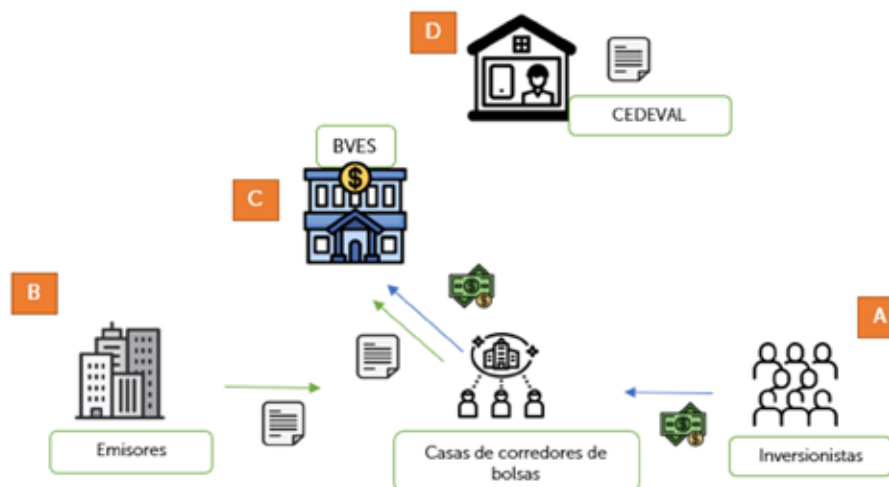 D
CEDEVAL
BVES
C
B
A
Emisores
Casas de corredores de
bolsas
Inversionistas